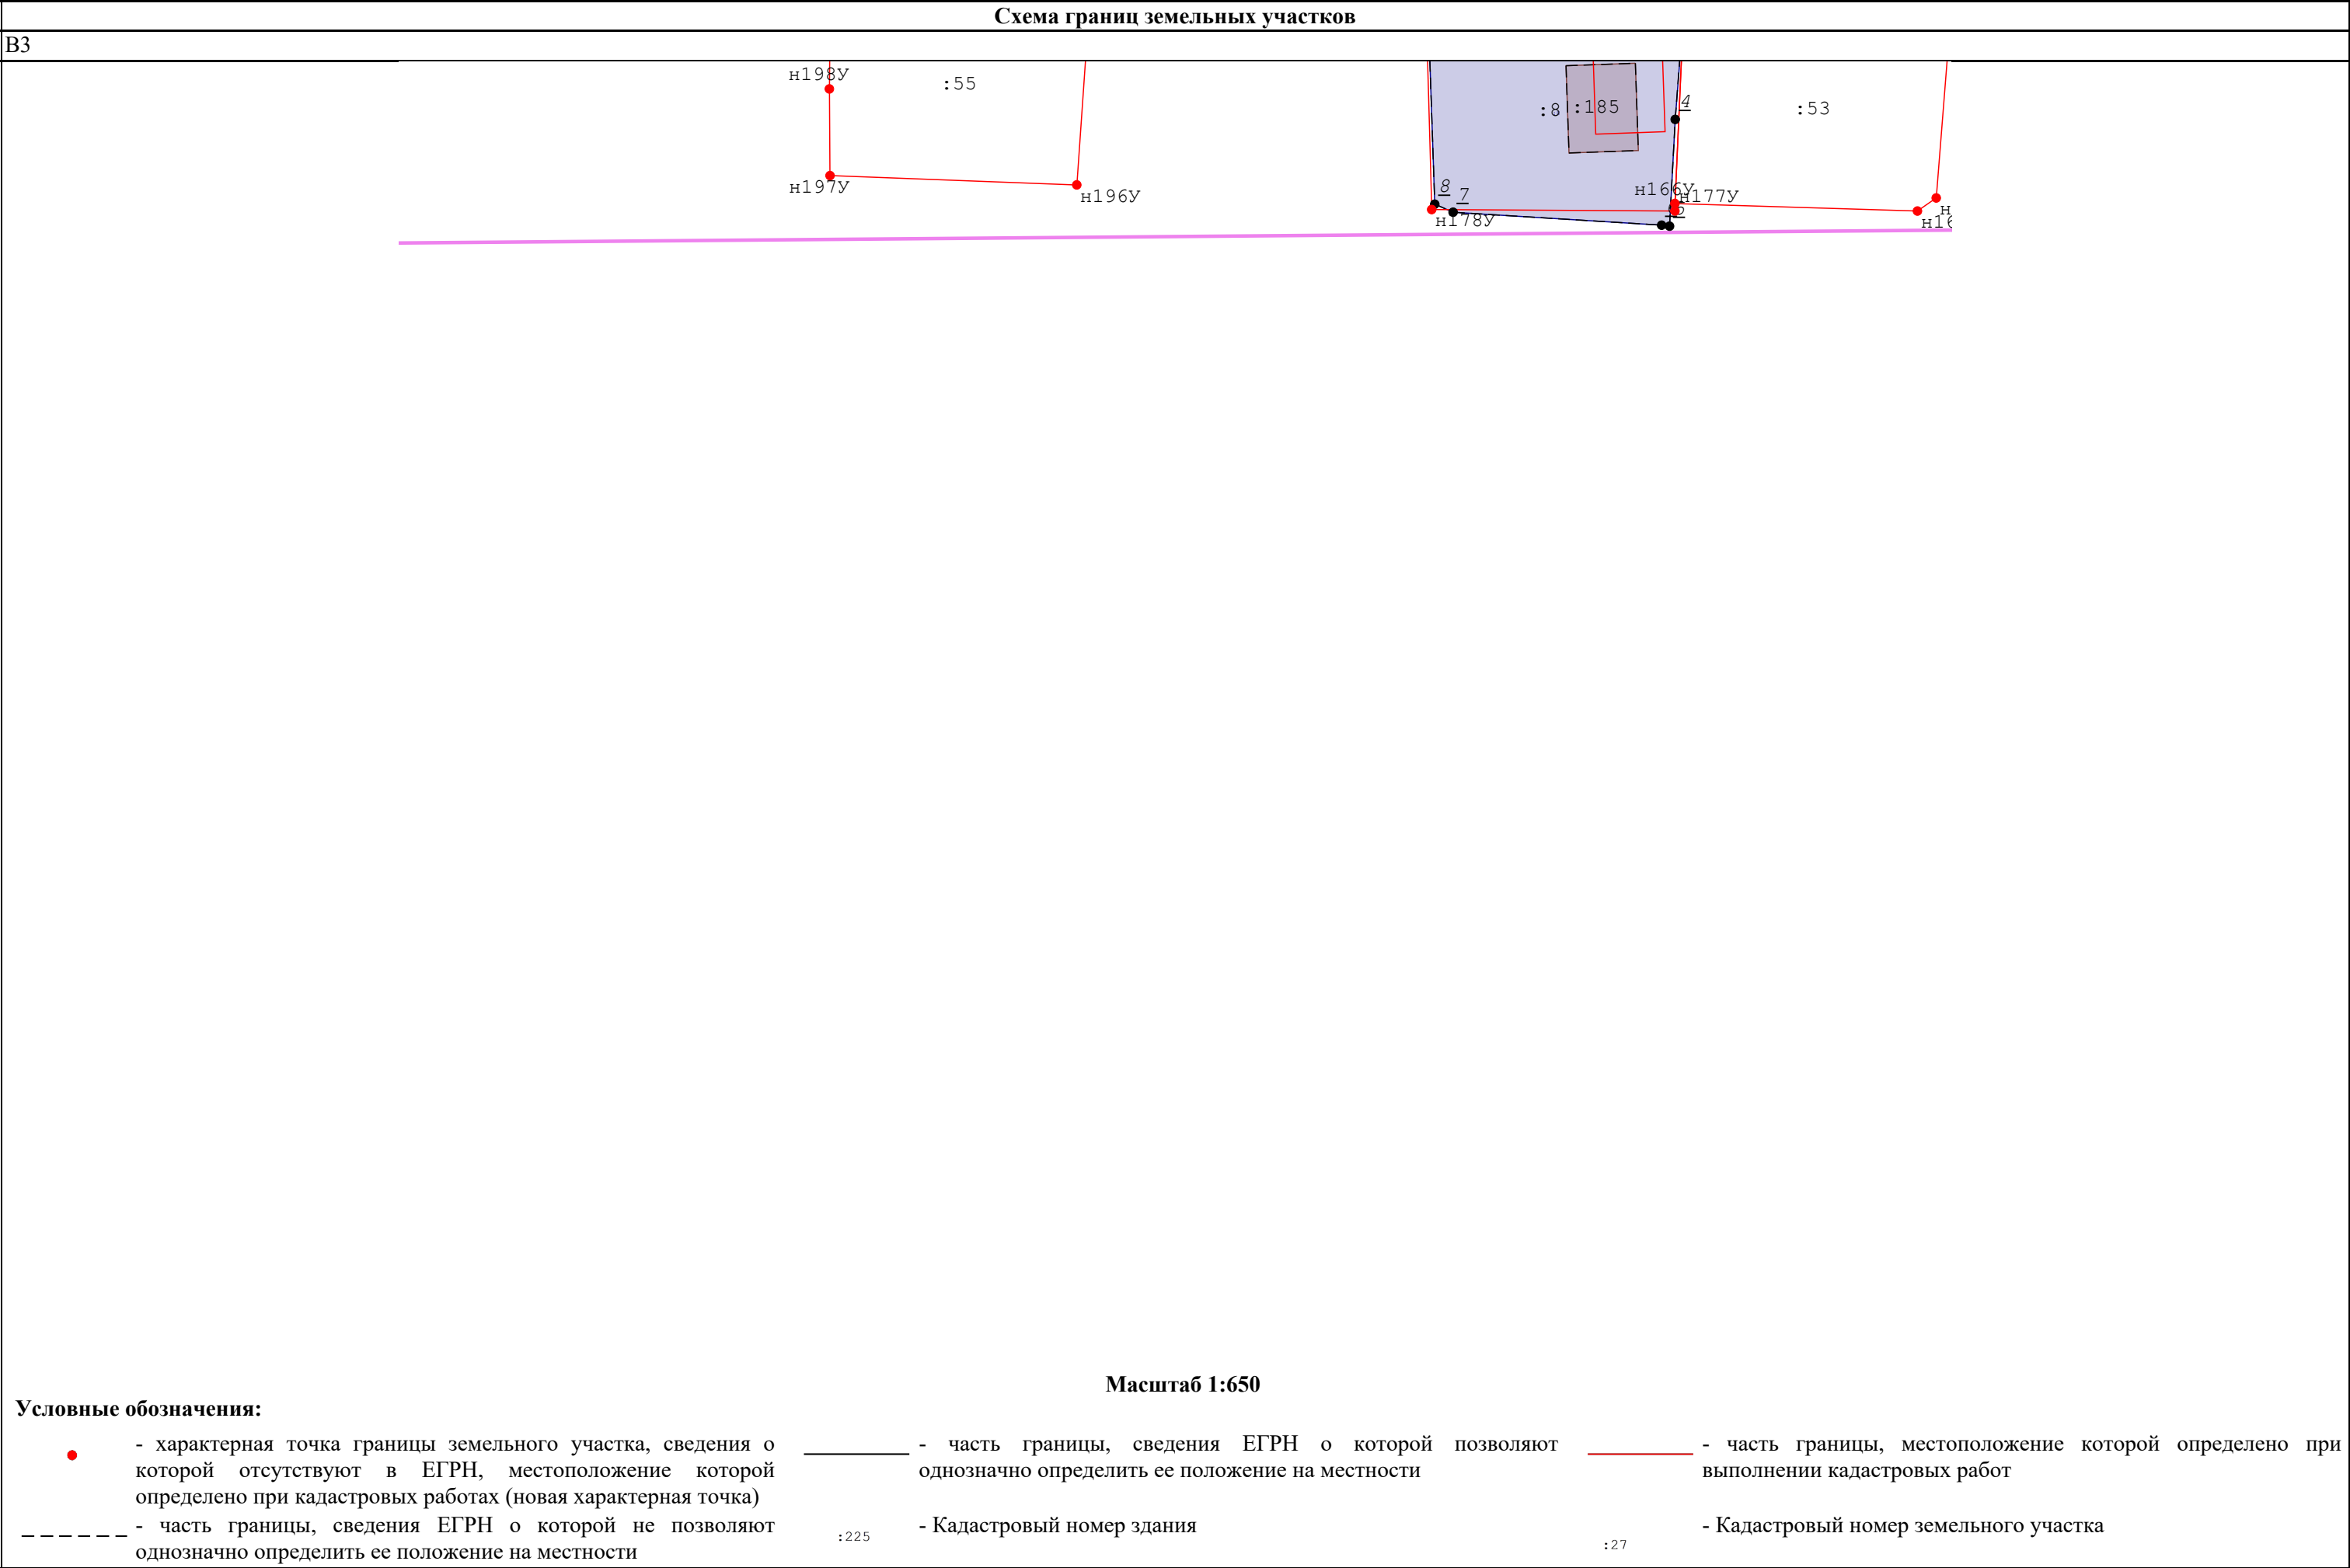 Схема границ земельных участков
В3
н198У
:55
:8
:185
4
:53
н197У
н196У
8
7
н166У
н177У
н178У
Масштаб 1:650
Условные обозначения:
- характерная точка границы земельного участка, сведения о
которой отсутствуют в ЕГРН, местоположение которой
определено при кадастровых работах (новая характерная точка)
- часть границы, сведения ЕГРН о которой позволяют
однозначно определить ее положение на местности
- часть границы, местоположение которой определено при
выполнении кадастровых работ
- часть границы, сведения ЕГРН о которой не позволяют
однозначно определить ее положение на местности
:225
- Кадастровый номер здания
:27
- Кадастровый номер земельного участка